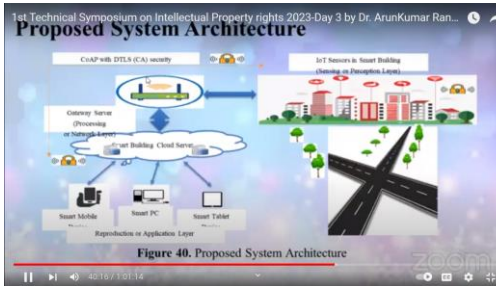 1st Technical Symposium on Intellectual Property rights 2023-Day 3 by Dr. ArunKumar Ran...
Proposed System Architecture
CoAP with DTLS (CA) security
IoT Sensors in Smart Building
(Sensing or Perception Layer)
Gateway Server
(Processing
or Network Layer)
Smart Building Cloud Server
Smart Mobile
Smart PC
Smart Tablet
Reproduction or Application Layer
Figure 40. Proposed System Architecture
zoom
40:16 / 1:01:14
CC